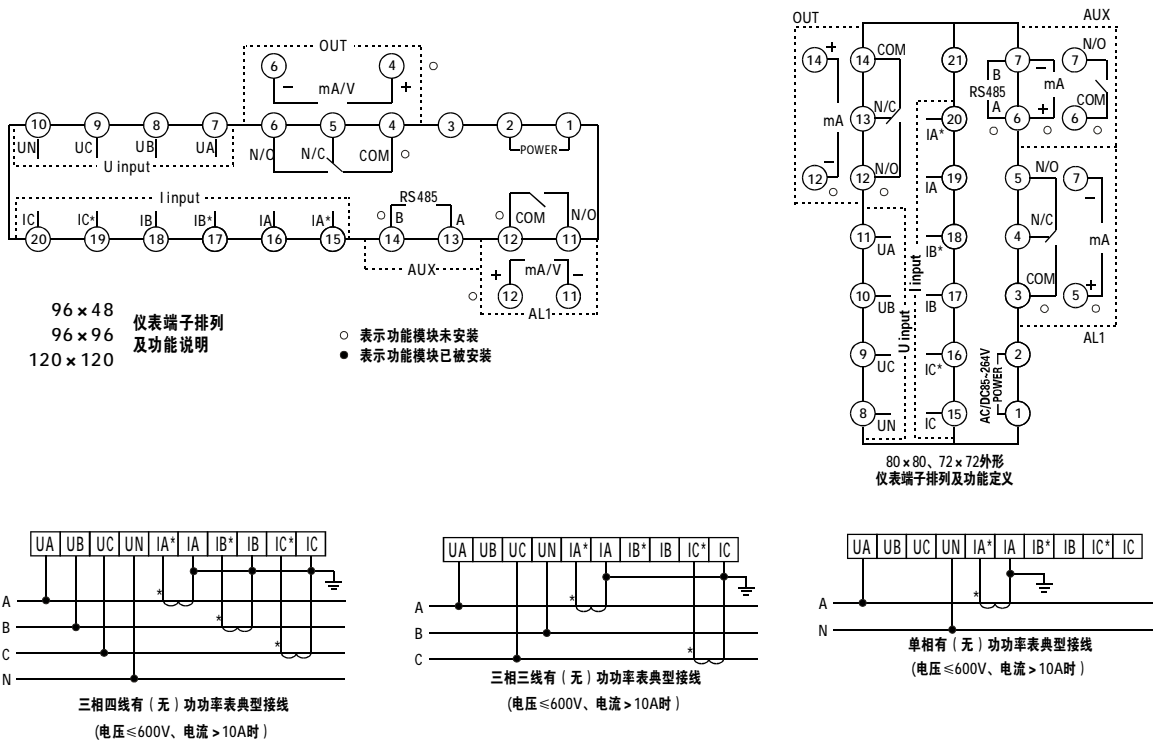 OUT
6 4
mA/V
− +
10 9 8 7 6 5 4 3 2 1
UN UC UB UA N/O N/C COM POWER
U input
I input
RS485
IC IC* IB IB* IA IA* B A COM N/O
20 19 18 17 16 15 14 13 12 11
AUX
+ mA/V −
12 11
AL1
96×48
96×96
120×120
仪表端子排列
及功能说明
○ 表示功能模块未安装
● 表示功能模块已被安装
OUT
AUX
14 + 14 COM 21 7 − 7 N/O
B
RS485
A
mA
COM
mA 13 N/C 20 6 + 6
IA*
− N/O
12 12 19 5 N/O 7
IA
−
11 18 4 N/C
UA IB* mA
I input
COM
10 17 3 + 5
UB IB
U input
AL1
9 16 2
UC IC*
AC/DC85~264V
POWER
8 15 1
UN IC
80×80、72×72外形
仪表端子排列及功能定义
UA UB UC UN IA* IA IB* IB IC* IC
A *
B *
C *
N
三相四线有（无）功功率表典型接线
(电压≤600V、电流＞10A时）
UA UB UC UN IA* IA IB* IB IC* IC
A *
B
C *
三相三线有（无）功功率表典型接线
(电压≤600V、电流＞10A时）
UA UB UC UN IA* IA IB* IB IC* IC
A *
N
单相有（无）功功率表典型接线
(电压≤600V、电流＞10A时）